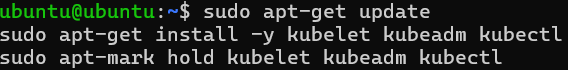 ubuntu@ubuntu:~$ sudo apt-get update
sudo apt-get install -y kubelet kubeadm kubectl
sudo apt-mark hold kubelet kubeadm kubectl